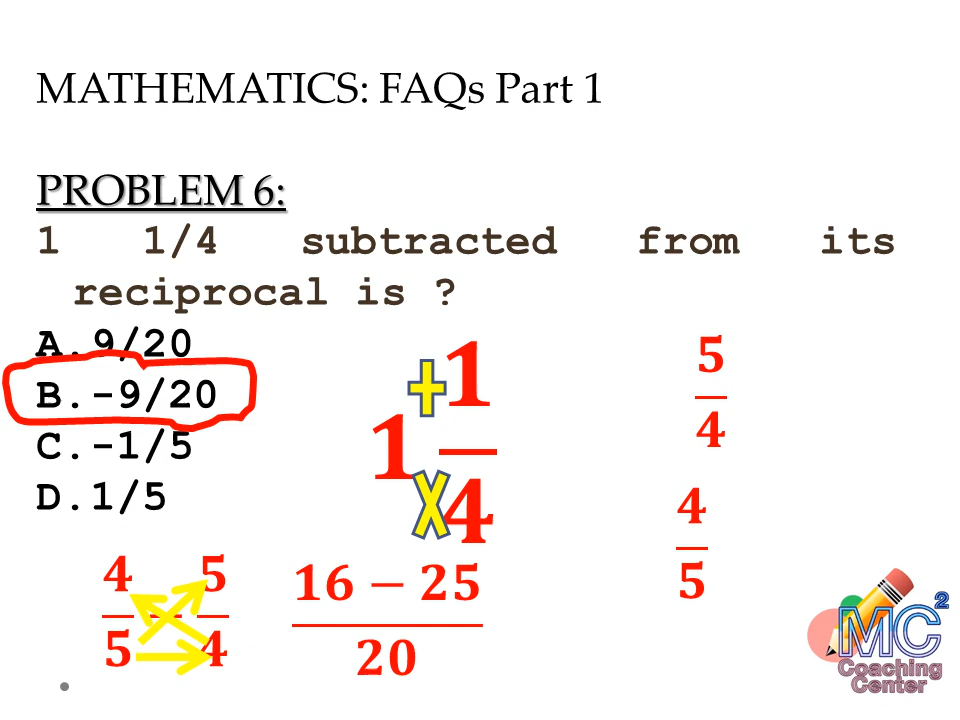 MATHEMATICS: FAQs Part 1
PROBLEM 6:
1 1/4 subtracted from its
reciprocal is ?
A.9/20
B.-9/20
C.-1/5
D.1/5
1 1/4
+
×
5/4
4/5
4/5 − 5/4
16 − 25
20
MC2
Coaching
Center